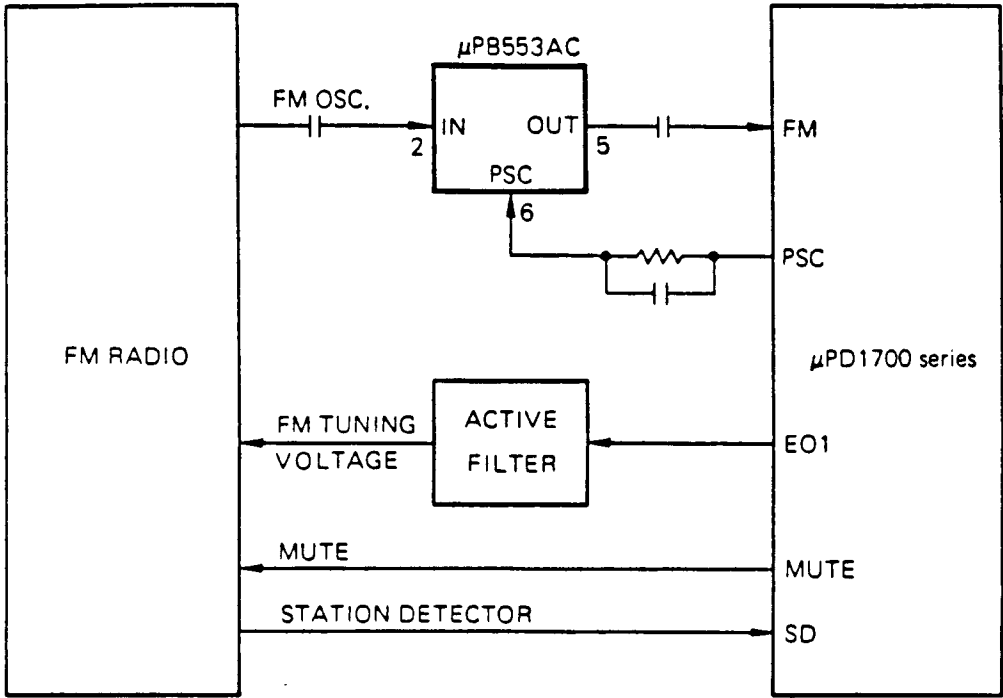 μPB553AC
FM OSC.
IN OUT
2 5
PSC
6
FM
PSC
FM RADIO
μPD1700 series
FM TUNING
VOLTAGE
ACTIVE
FILTER
EO1
MUTE
MUTE
STATION DETECTOR
SD